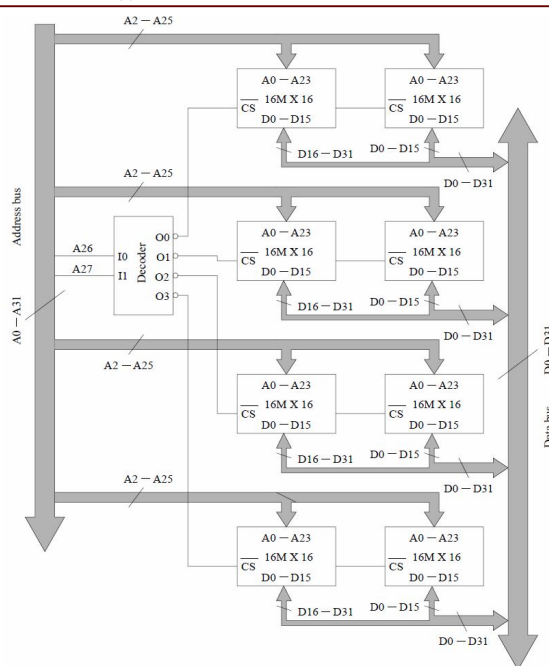 A2 — A25
A0 — A23
16M X 16
CS
D0 — D15
A0 — A23
16M X 16
CS
D0 — D15
D16 — D31
D0 — D15
D0 — D31
A2 — A25
Address bus
A0 — A31
A26
A27
I0
I1
Decoder
O0
O1
O2
O3
A0 — A23
16M X 16
CS
D0 — D15
A0 — A23
16M X 16
CS
D0 — D15
D16 — D31
D0 — D15
D0 — D31
A2 — A25
A0 — A23
16M X 16
CS
D0 — D15
A0 — A23
16M X 16
CS
D0 — D15
D16 — D31
D0 — D15
D0 — D31
Data bus
D0 — D31
A2 — A25
A0 — A23
16M X 16
CS
D0 — D15
A0 — A23
16M X 16
CS
D0 — D15
D16 — D31
D0 — D15
D0 — D31